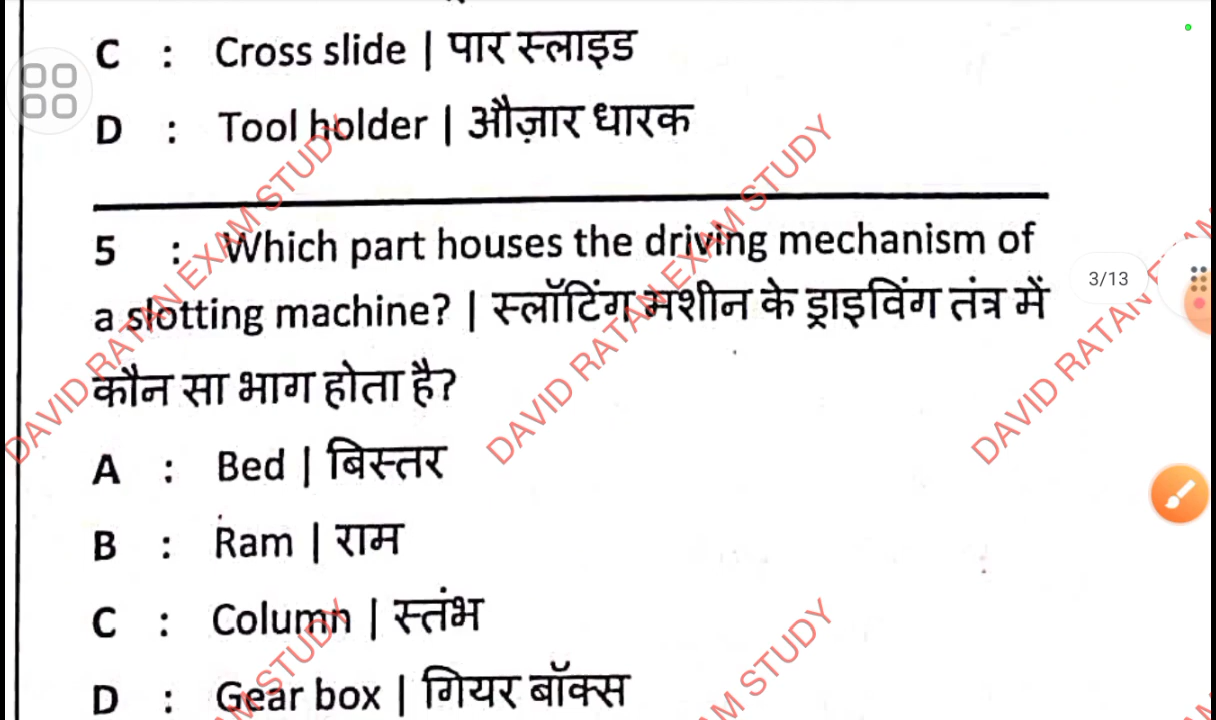 C : Cross slide | पार स्लाइड
D : Tool holder | औज़ार धारक
5 : Which part houses the driving mechanism of
a slotting machine? | स्लॉटिंग मशीन के ड्राइविंग तंत्र में
कौन सा भाग होता है?
A : Bed | बिस्तर
B : Ram | राम
C : Column | स्तंभ
D : Gear box | गियर बॉक्स
3/13
DAVID RATAN EXAM STUDY
DAVID RATAN EXAM STUDY
DAVID RATAN
M STUDY
M STUDY